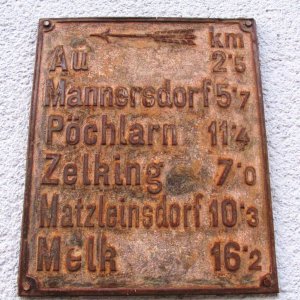 km
Au 2·5
Mannersdorf 5·7
Pöchlarn 11·4
Zelking 7·0
Matzleinsdorf 10·3
Melk 16·2